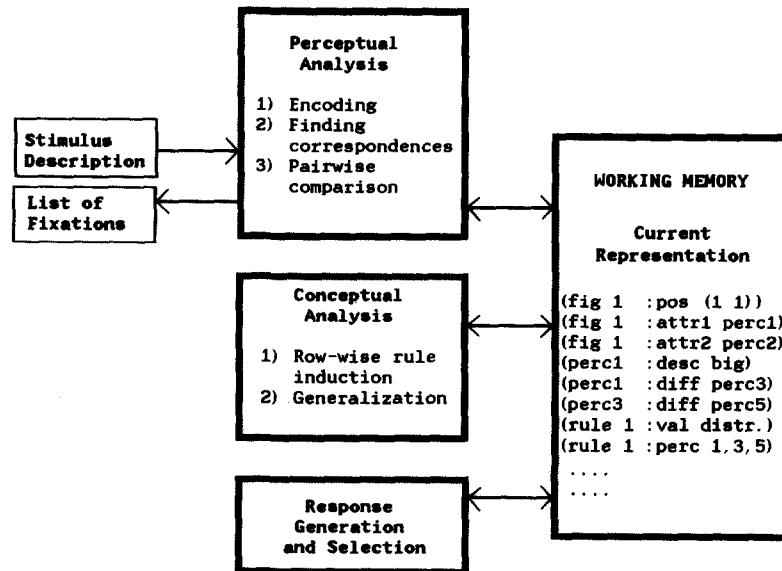 Perceptual
Analysis
1) Encoding
2) Finding
correspondences
3) Pairwise
comparison
Stimulus
Description
List of
Fixations
Conceptual
Analysis
1) Row-wise rule
induction
2) Generalization
Response
Generation
and Selection
WORKING MEMORY
Current
Representation
(fig 1 :pos (1 1))
(fig 1 :attr1 perc1)
(fig 1 :attr2 perc2)
(perc1 :desc big)
(perc1 :diff perc3)
(perc3 :diff perc5)
(rule 1 :val distr.)
(rule 1 :perc 1,3,5)
....
....